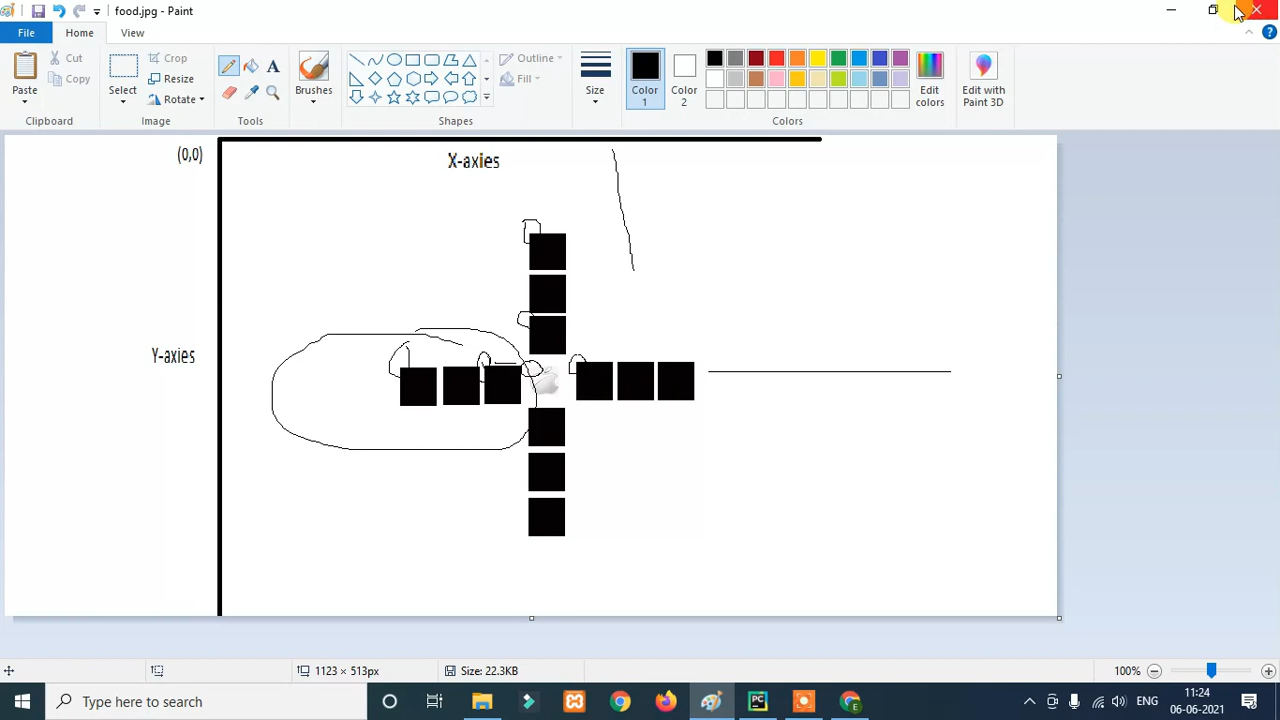 food.jpg - Paint
File
Home
View
Paste
Cut
Copy
Clipboard
Select
Crop
Resize
Rotate
Image
A
Tools
Brushes
Shapes
Outline
Fill
Size
Color 1
Color 2
Colors
Edit colors
Edit with Paint 3D
?
(0,0)
X-axies
Y-axies
1123 × 513px
Size: 22.3KB
100%
Type here to search
PC
E
ENG
11:24
06-06-2021